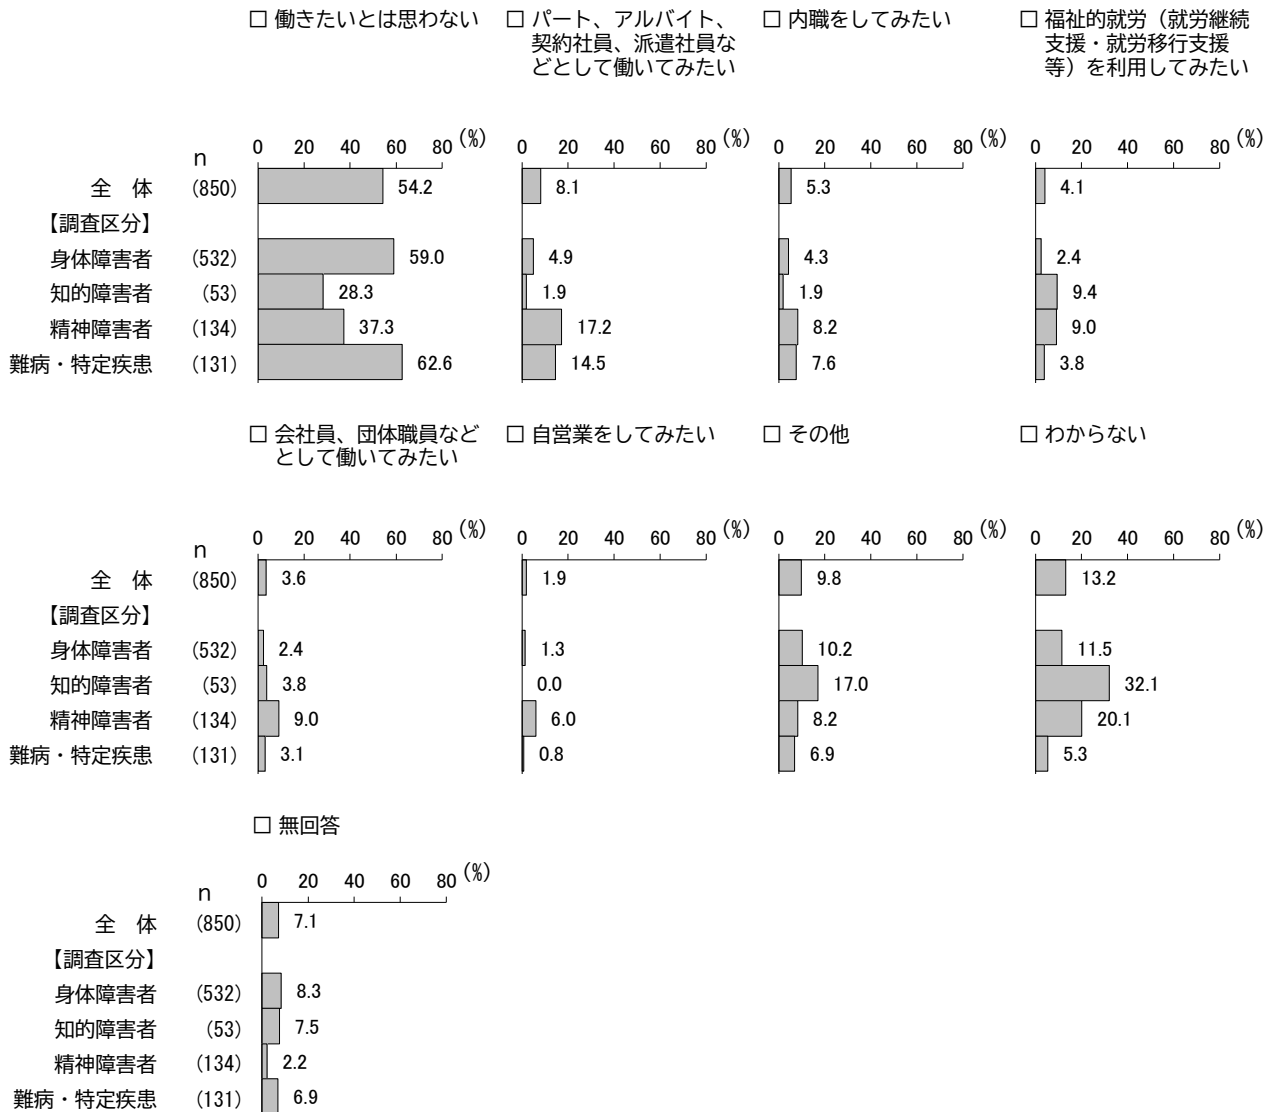 □ 働きたいとは思わない
□ パート、アルバイト、
契約社員、派遣社員な
どとして働いてみたい
□ 内職をしてみたい
□ 福祉的就労（就労継続
支援・就労移行支援
等）を利用してみたい
n 0 20 40 60 80 (%) 0 20 40 60 80 (%) 0 20 40 60 80 (%) 0 20 40 60 80 (%)
全　体 (850) 54.2 8.1 5.3 4.1
【調査区分】
身体障害者 (532) 59.0 4.9 4.3 2.4
知的障害者 (53) 28.3 1.9 1.9 9.4
精神障害者 (134) 37.3 17.2 8.2 9.0
難病・特定疾患 (131) 62.6 14.5 7.6 3.8
□ 会社員、団体職員など
として働いてみたい
□ 自営業をしてみたい
□ その他
□ わからない
n 0 20 40 60 80 (%) 0 20 40 60 80 (%) 0 20 40 60 80 (%) 0 20 40 60 80 (%)
全　体 (850) 3.6 1.9 9.8 13.2
【調査区分】
身体障害者 (532) 2.4 1.3 10.2 11.5
知的障害者 (53) 3.8 0.0 17.0 32.1
精神障害者 (134) 9.0 6.0 8.2 20.1
難病・特定疾患 (131) 3.1 0.8 6.9 5.3
□ 無回答
n 0 20 40 60 80 (%)
全　体 (850) 7.1
【調査区分】
身体障害者 (532) 8.3
知的障害者 (53) 7.5
精神障害者 (134) 2.2
難病・特定疾患 (131) 6.9